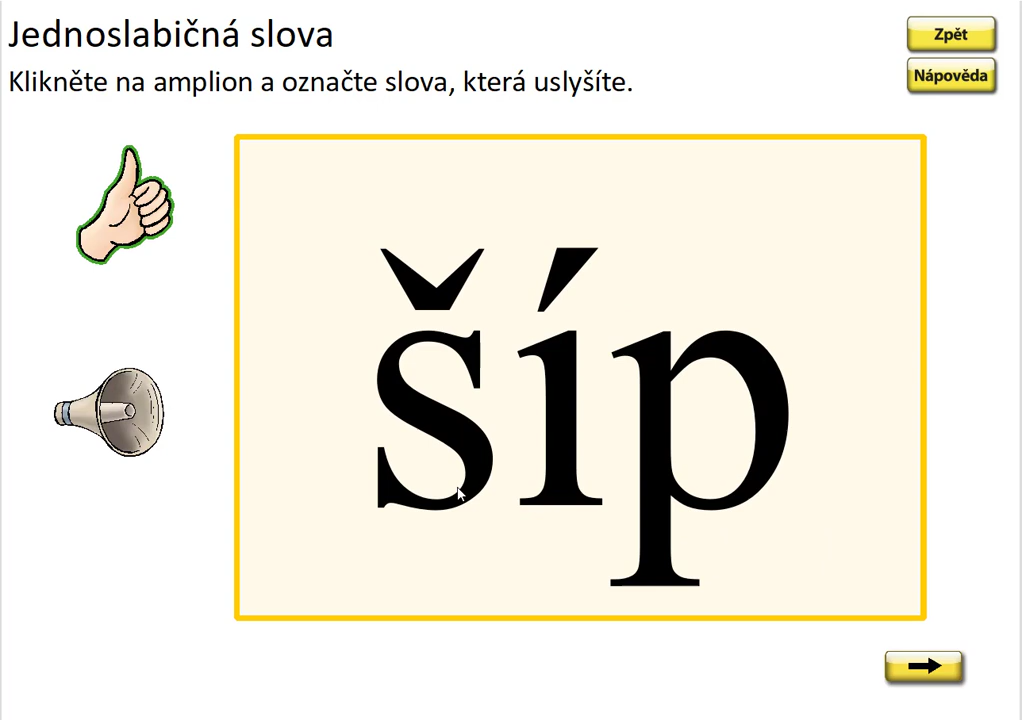 Jednoslabičná slova
Zpět
Klikněte na amplion a označte slova, která uslyšíte.
Nápověda
šíp